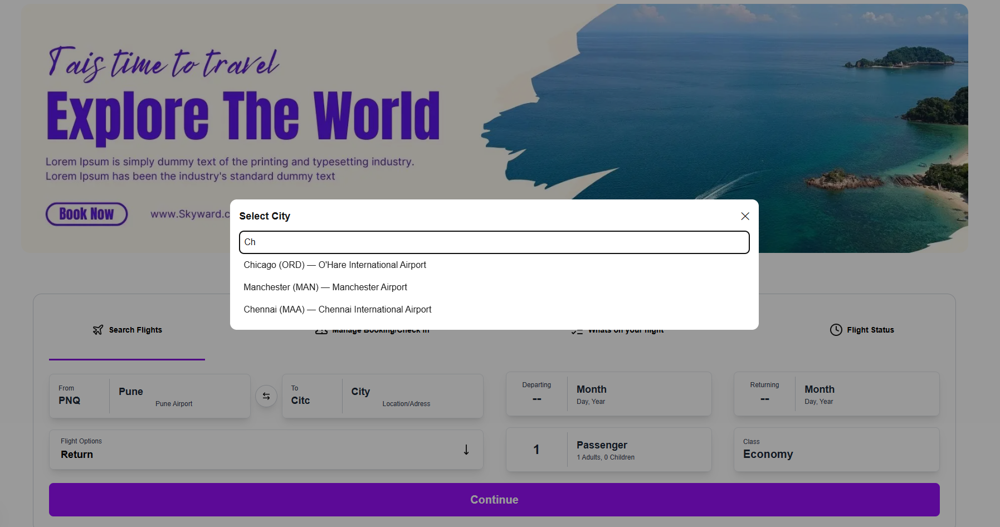 Tais time to travel
Explore The World
Lorem Ipsum is simply dummy text of the printing and typesetting industry.
Lorem Ipsum has been the industry's standard dummy text
Book Now
www.Skyward.c
Select City
Ch
Chicago (ORD) — O'Hare International Airport
Manchester (MAN) — Manchester Airport
Chennai (MAA) — Chennai International Airport
Search Flights
Manage Booking/Check in
Whats on your flight
Flight Status
From
PNQ
Pune
Pune Airport
To
Citc
City
Location/Adress
Departing
--
Month
Day, Year
Returning
--
Month
Day, Year
Flight Options
Return
1
Passenger
1 Adults, 0 Children
Class
Economy
Continue